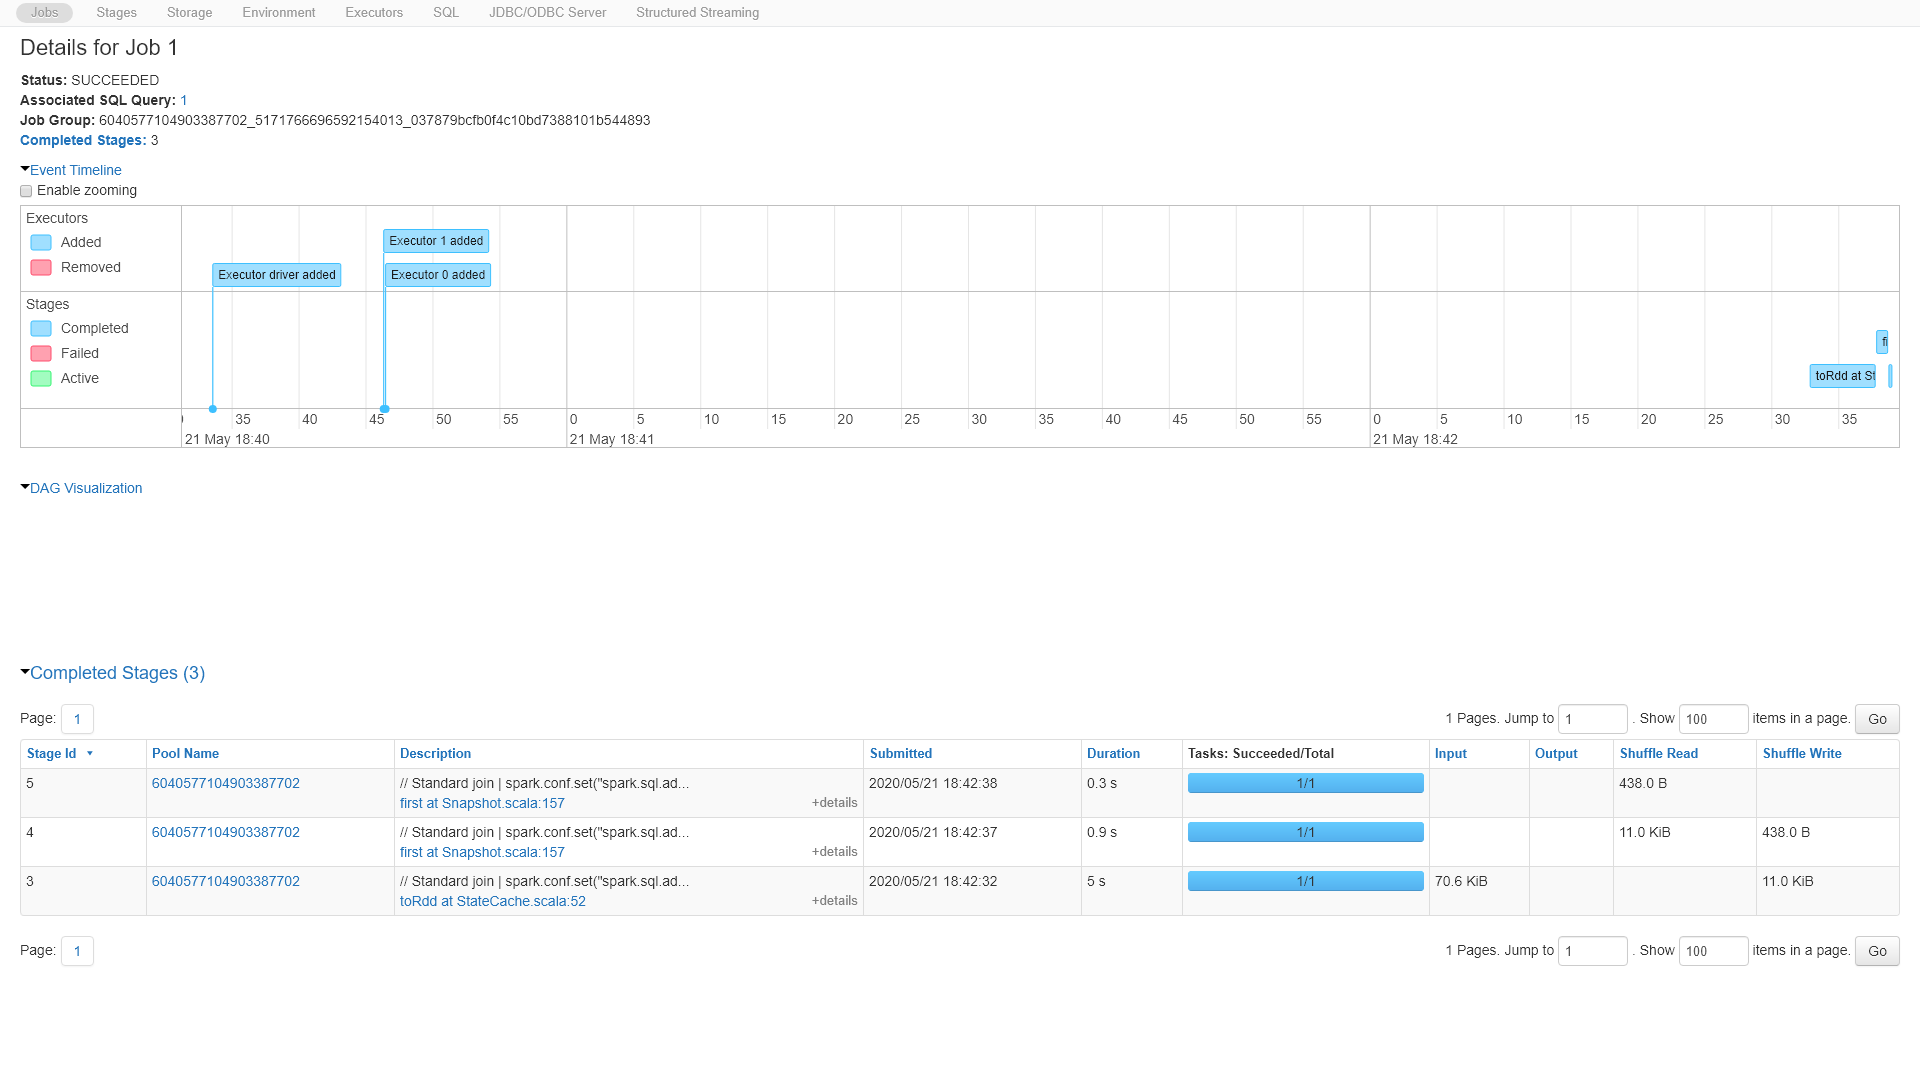 Jobs Stages Storage Environment Executors SQL JDBC/ODBC Server Structured Streaming
Details for Job 1
Status: SUCCEEDED
Associated SQL Query: 1
Job Group: 6040577104903387702_5171766696592154013_037879bcfb0f4c10bd7388101b544893
Completed Stages: 3
Event Timeline
Enable zooming
Executors
Added
Removed
Executor driver added
Executor 1 added
Executor 0 added
Stages
Completed
Failed
Active
fi
toRdd at St
35 40 45 50 55 0 5 10 15 20 25 30 35 40 45 50 55 0 5 10 15 20 25 30 35
21 May 18:40 21 May 18:41 21 May 18:42
DAG Visualization
Completed Stages (3)
Page: 1 1 Pages. Jump to 1 . Show 100 items in a page. Go
Stage Id Pool Name Description Submitted Duration Tasks: Succeeded/Total Input Output Shuffle Read Shuffle Write
5 6040577104903387702 // Standard join | spark.conf.set("spark.sql.ad... 2020/05/21 18:42:38 0.3 s 1/1 438.0 B
first at Snapshot.scala:157 +details
4 6040577104903387702 // Standard join | spark.conf.set("spark.sql.ad... 2020/05/21 18:42:37 0.9 s 1/1 11.0 KiB 438.0 B
first at Snapshot.scala:157 +details
3 6040577104903387702 // Standard join | spark.conf.set("spark.sql.ad... 2020/05/21 18:42:32 5 s 1/1 70.6 KiB 11.0 KiB
toRdd at StateCache.scala:52 +details
Page: 1 1 Pages. Jump to 1 . Show 100 items in a page. Go